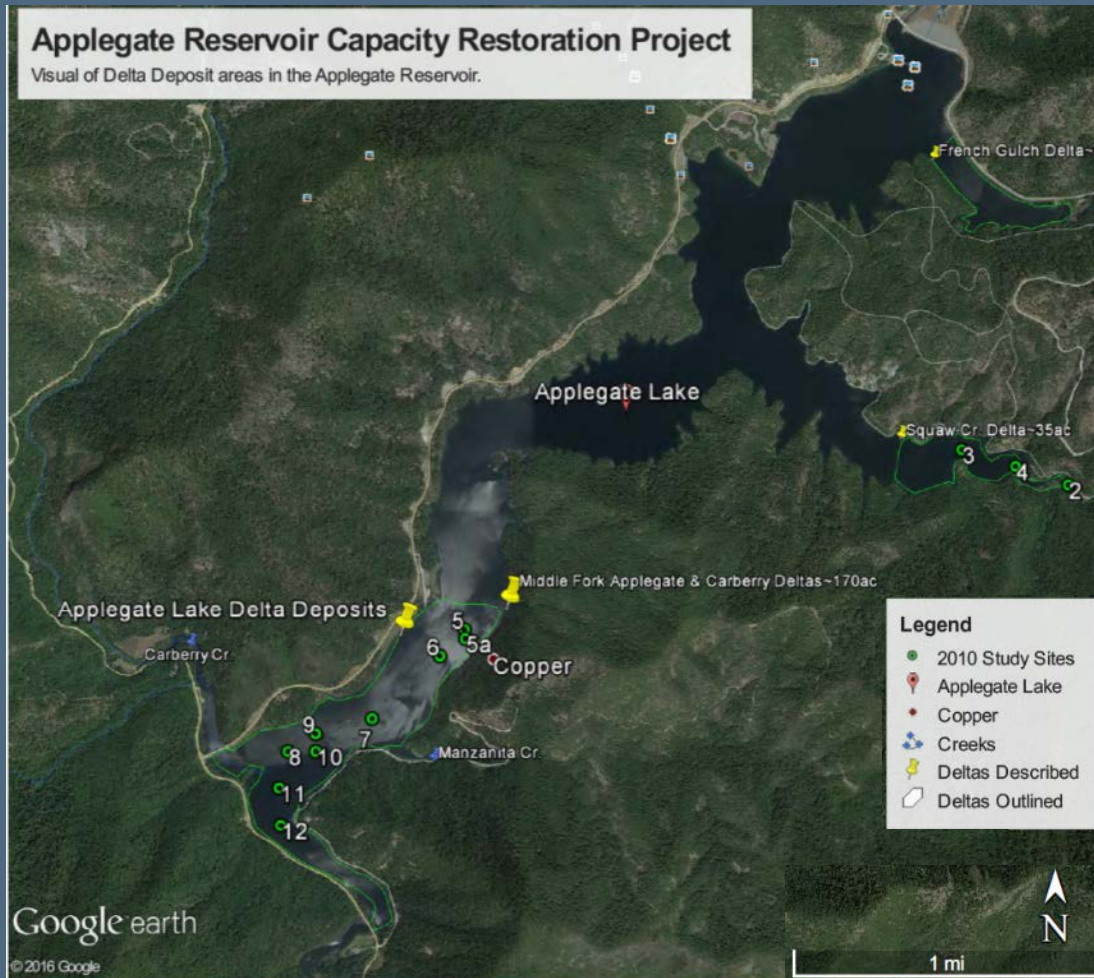 Applegate Reservoir Capacity Restoration Project
Visual of Delta Deposit areas in the Applegate Reservoir.
French Gulch Delta~
Applegate Lake
Squaw Cr. Delta~35ac
3
4
2
Middle Fork Applegate & Carberry Deltas~170ac
Applegate Lake Delta Deposits
5
5a
6
Copper
Carberry Cr.
7
9
8
10
Manzanita Cr.
11
12
Legend
2010 Study Sites
Applegate Lake
Copper
Creeks
Deltas Described
Deltas Outlined
N
1 mi
Google earth
© 2016 Google